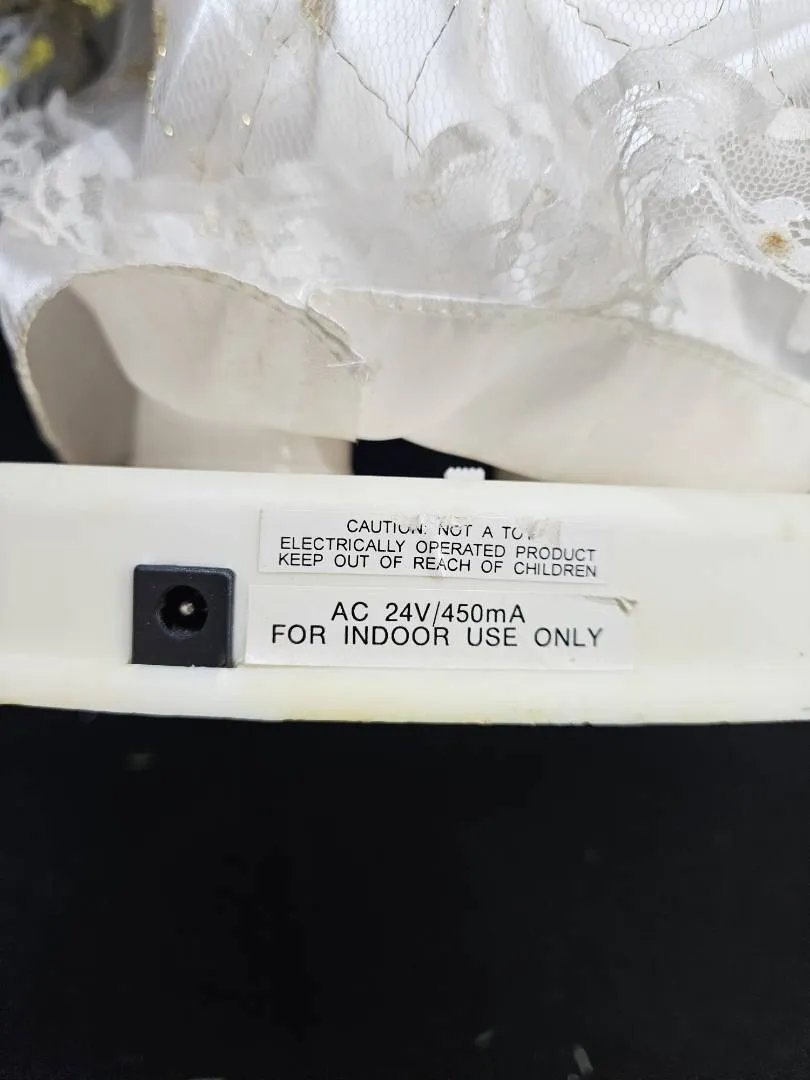 CAUTION: NOT A TOY
ELECTRICALLY OPERATED PRODUCT
KEEP OUT OF REACH OF CHILDREN
AC 24V/450mA
FOR INDOOR USE ONLY